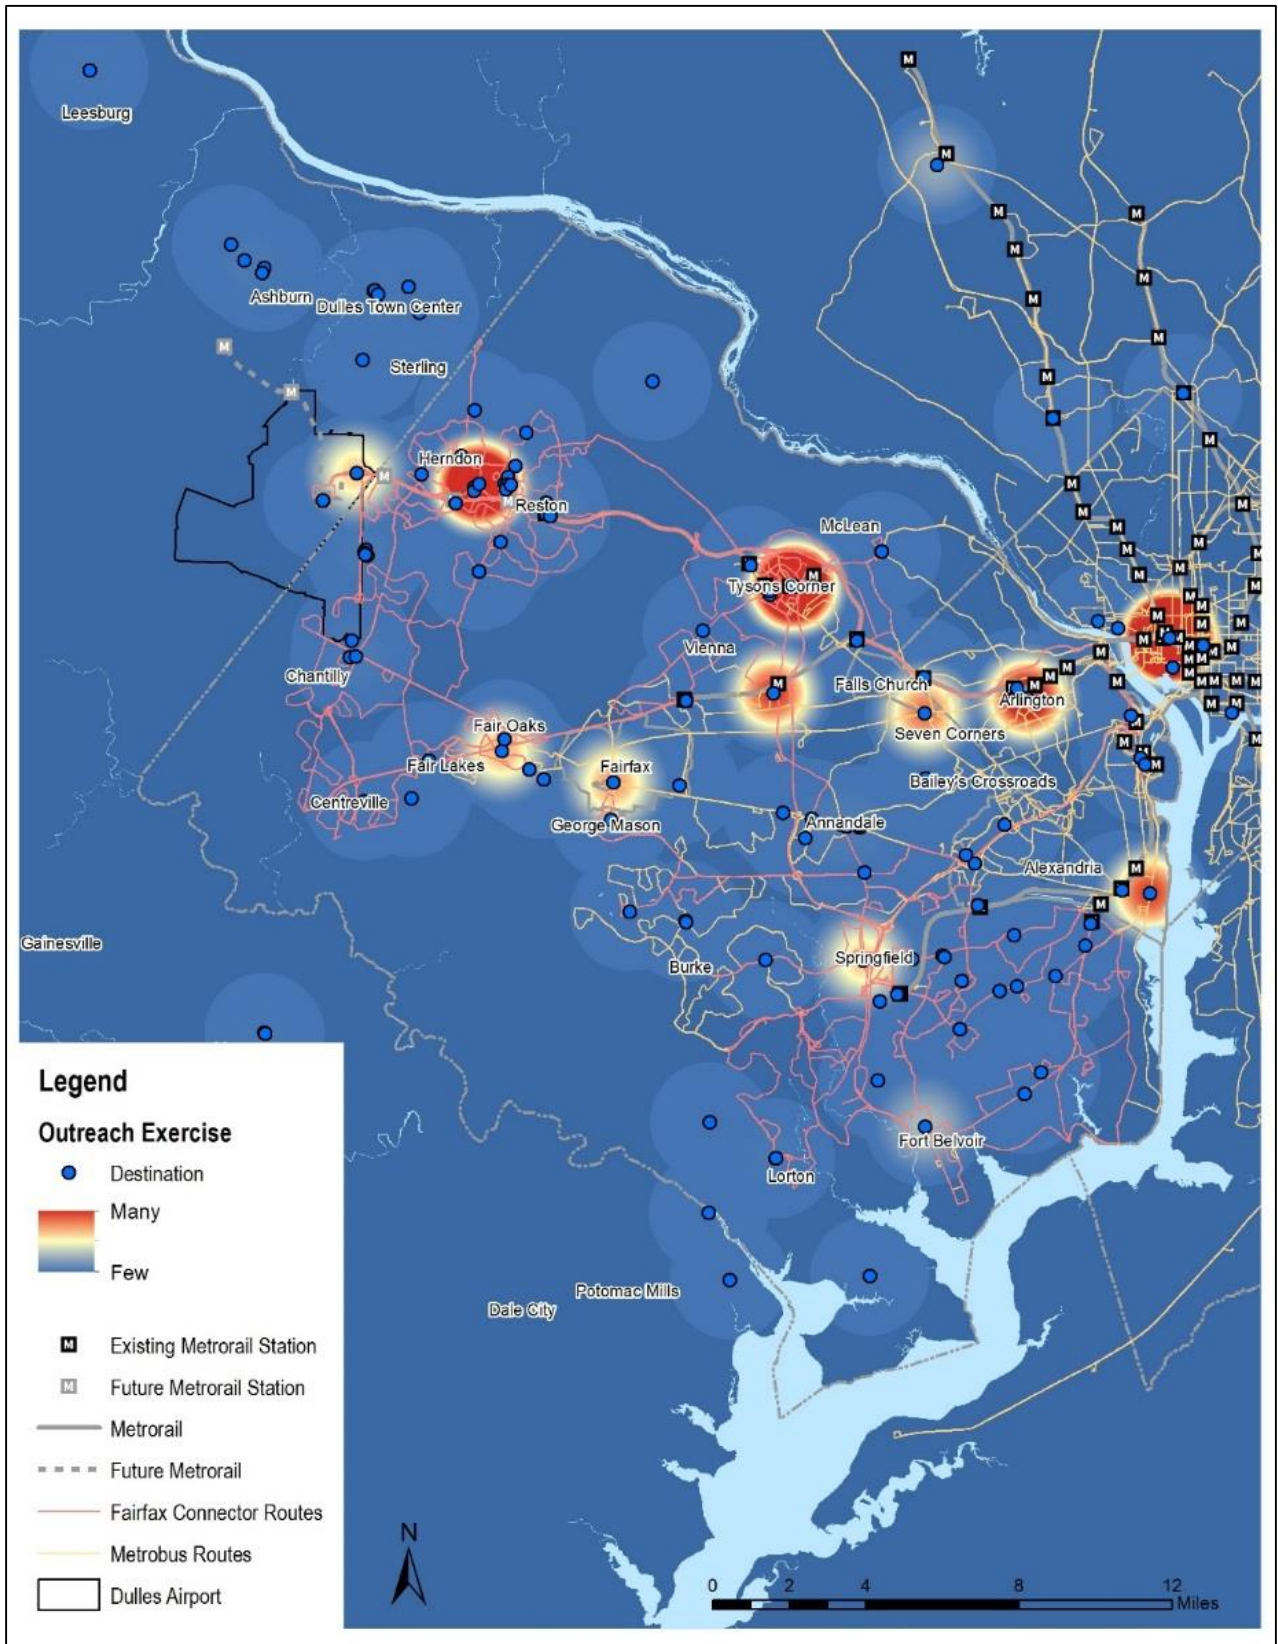 Leesburg
Ashburn
Dulles Town Center
Sterling
Herndon
Reston
McLean
Tysons Corner
Vienna
Chantilly
Falls Church
Arlington
Fair Oaks
Seven Corners
Fair Lakes
Fairfax
Bailey's Crossroads
Centreville
George Mason
Annandale
Alexandria
Gainesville
Burke
Springfield
Fort Belvoir
Lorton
Potomac Mills
Dale City
Legend
Outreach Exercise
Destination
Many
Few
M Existing Metrorail Station
M Future Metrorail Station
Metrorail
Future Metrorail
Fairfax Connector Routes
Metrobus Routes
Dulles Airport
N
0 2 4 8 12
Miles